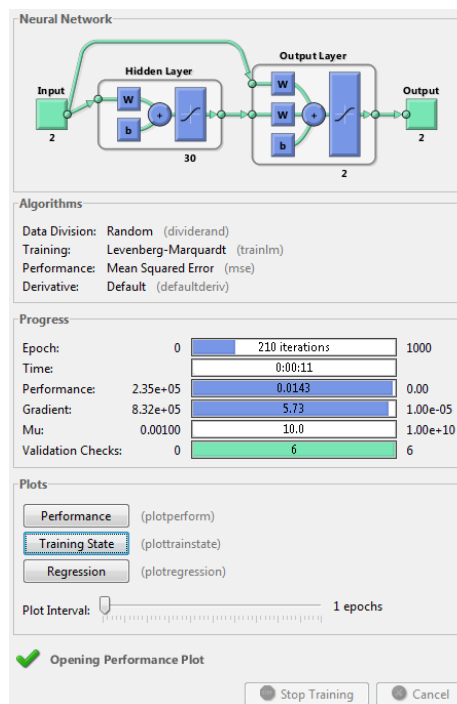 Neural Network
Hidden Layer
Output Layer
Input
Output
W
b
+
W
W
b
+
2
30
2
2
Algorithms
Data Division: Random (dividerand)
Training: Levenberg-Marquardt (trainlm)
Performance: Mean Squared Error (mse)
Derivative: Default (defaultderiv)
Progress
Epoch: 0 210 iterations 1000
Time: 0:00:11
Performance: 2.35e+05 0.0143 0.00
Gradient: 8.32e+05 5.73 1.00e-05
Mu: 0.00100 10.0 1.00e+10
Validation Checks: 0 6 6
Plots
Performance (plotperform)
Training State (plottrainstate)
Regression (plotregression)
Plot Interval: 1 epochs
Opening Performance Plot
Stop Training Cancel